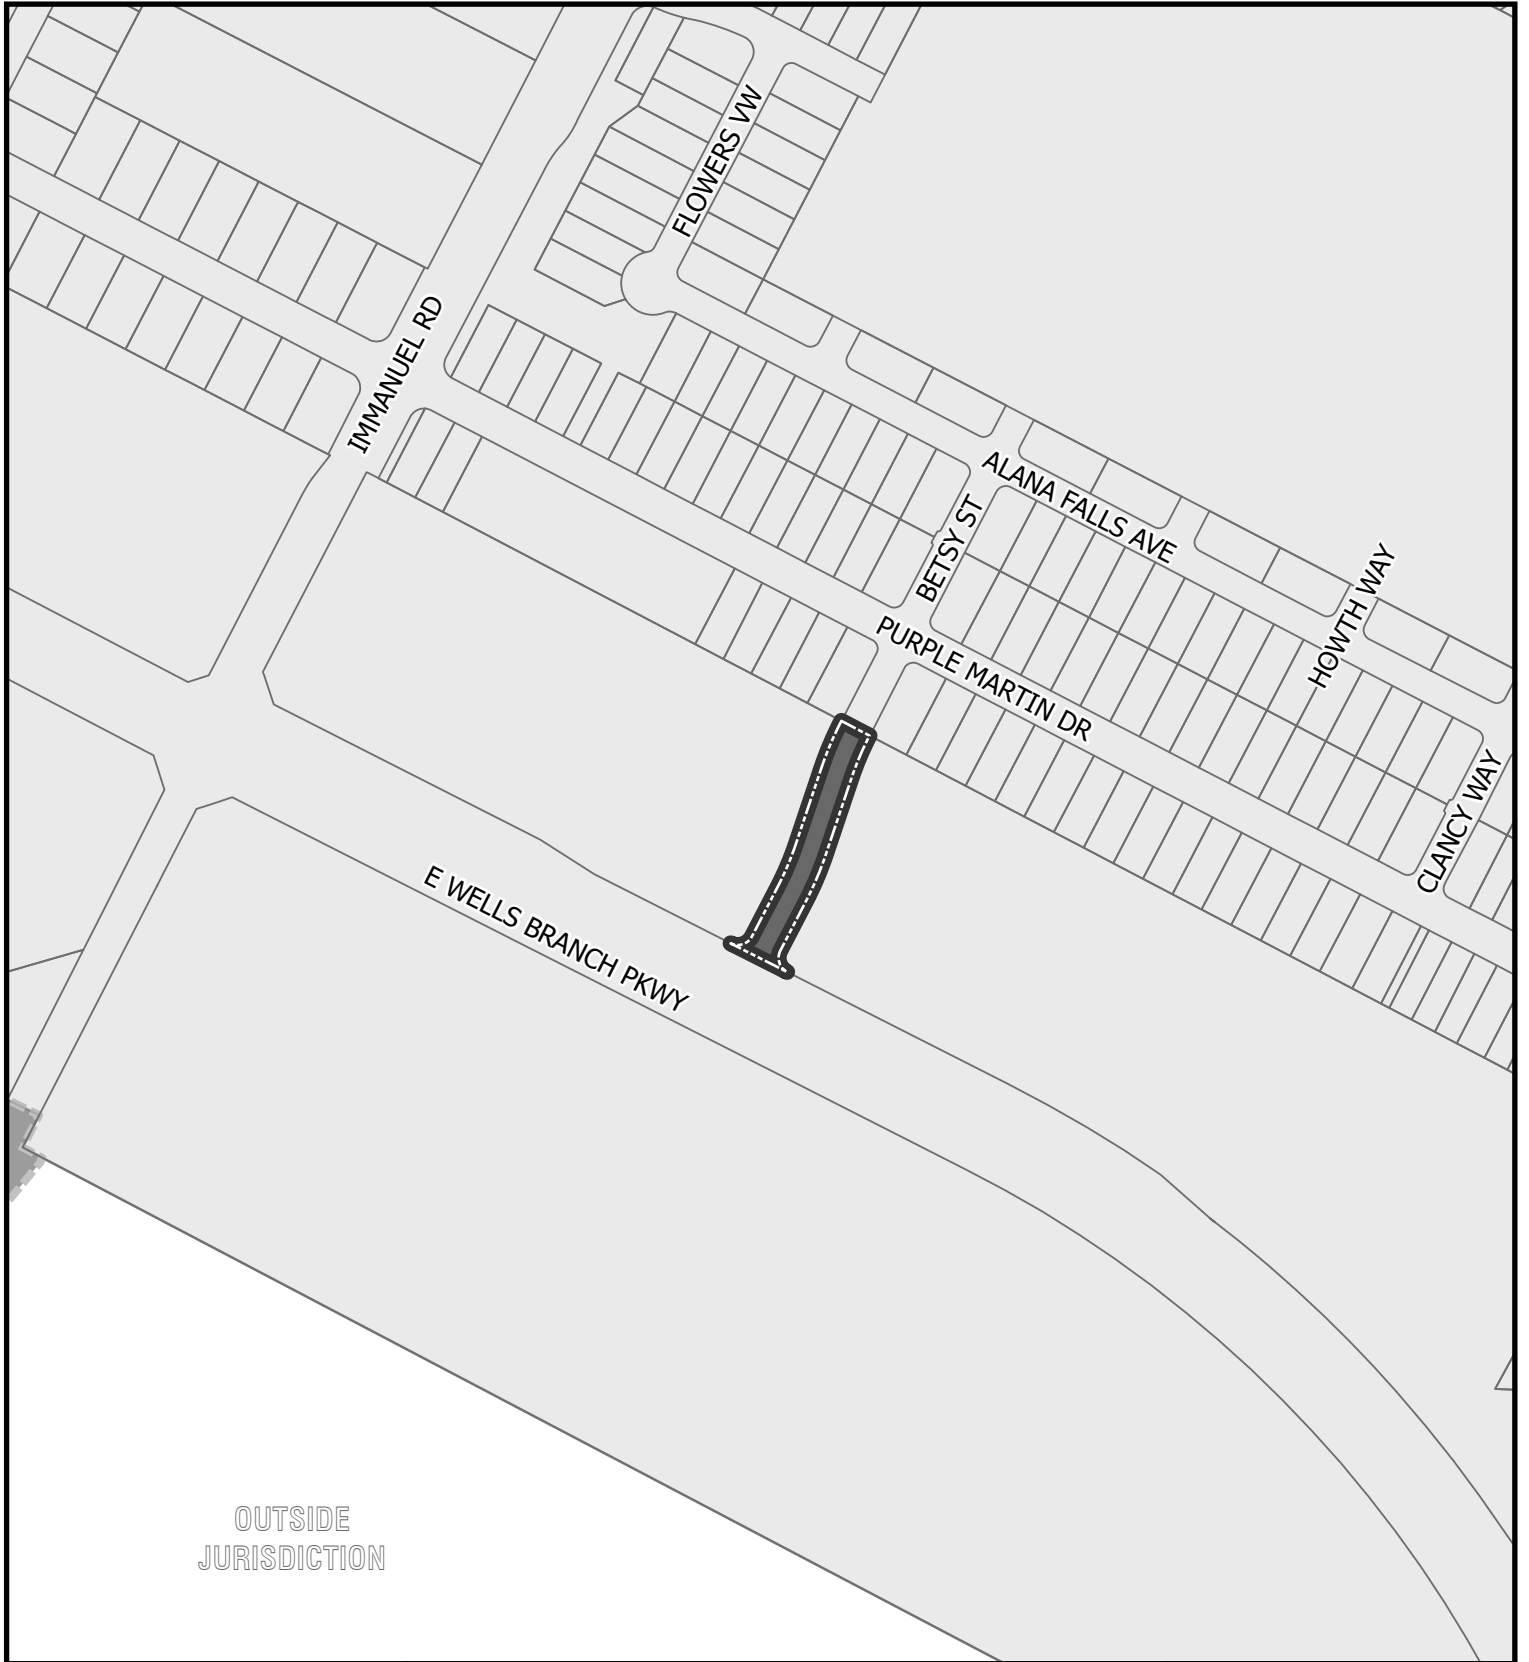 FLOWERS VW
IMMANUEL RD
ALANA FALLS AVE
BETSY ST
HOWTH WAY
PURPLE MARTIN DR
CLANCY WAY
E WELLS BRANCH PKWY
OUTSIDE
JURISDICTION